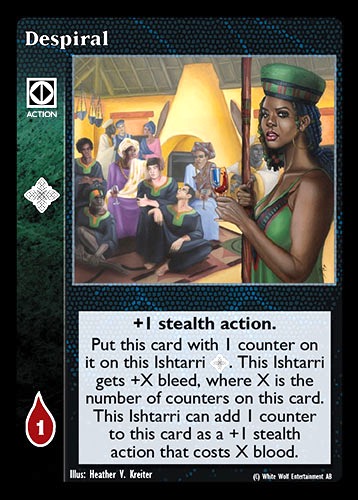 Despiral
ACTION
+1 stealth action.
Put this card with 1 counter
on it on this Ishtarri . This Ishtarri
gets +X bleed, where X is the
number of counters on this card.
This Ishtarri can add 1 counter
to this card as a +1 stealth
action that costs X blood.
1
Illus: Heather V. Kreiter
(C) White Wolf Entertainment AB